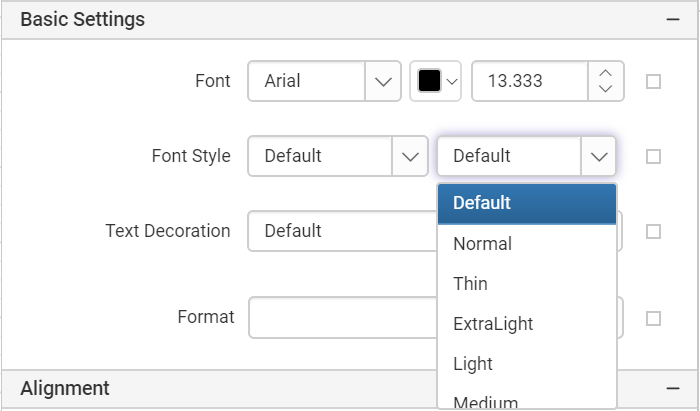 Basic Settings
Font Arial 13.333
Font Style Default Default
Default
Text Decoration Default
Normal
Thin
Format
ExtraLight
Light
Alignment
Medium